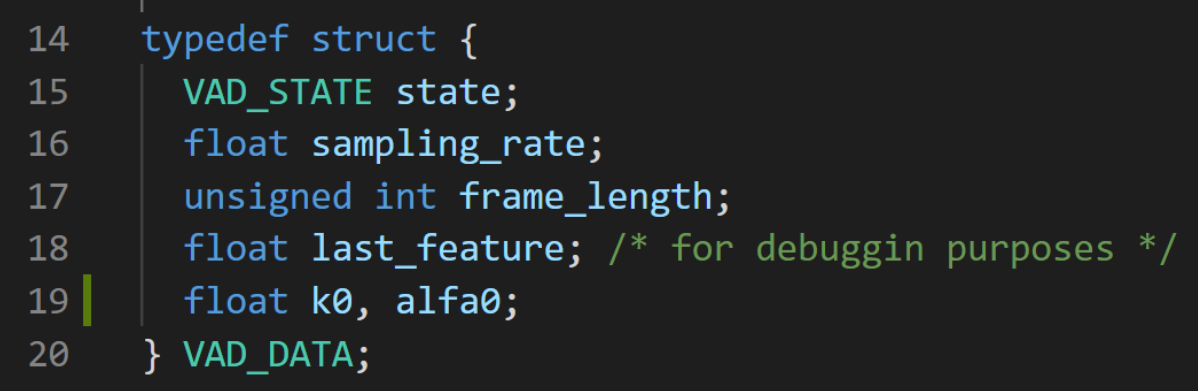 14 typedef struct {
15 VAD_STATE state;
16 float sampling_rate;
17 unsigned int frame_length;
18 float last_feature; /* for debuggin purposes */
19 float k0, alfa0;
20 } VAD_DATA;